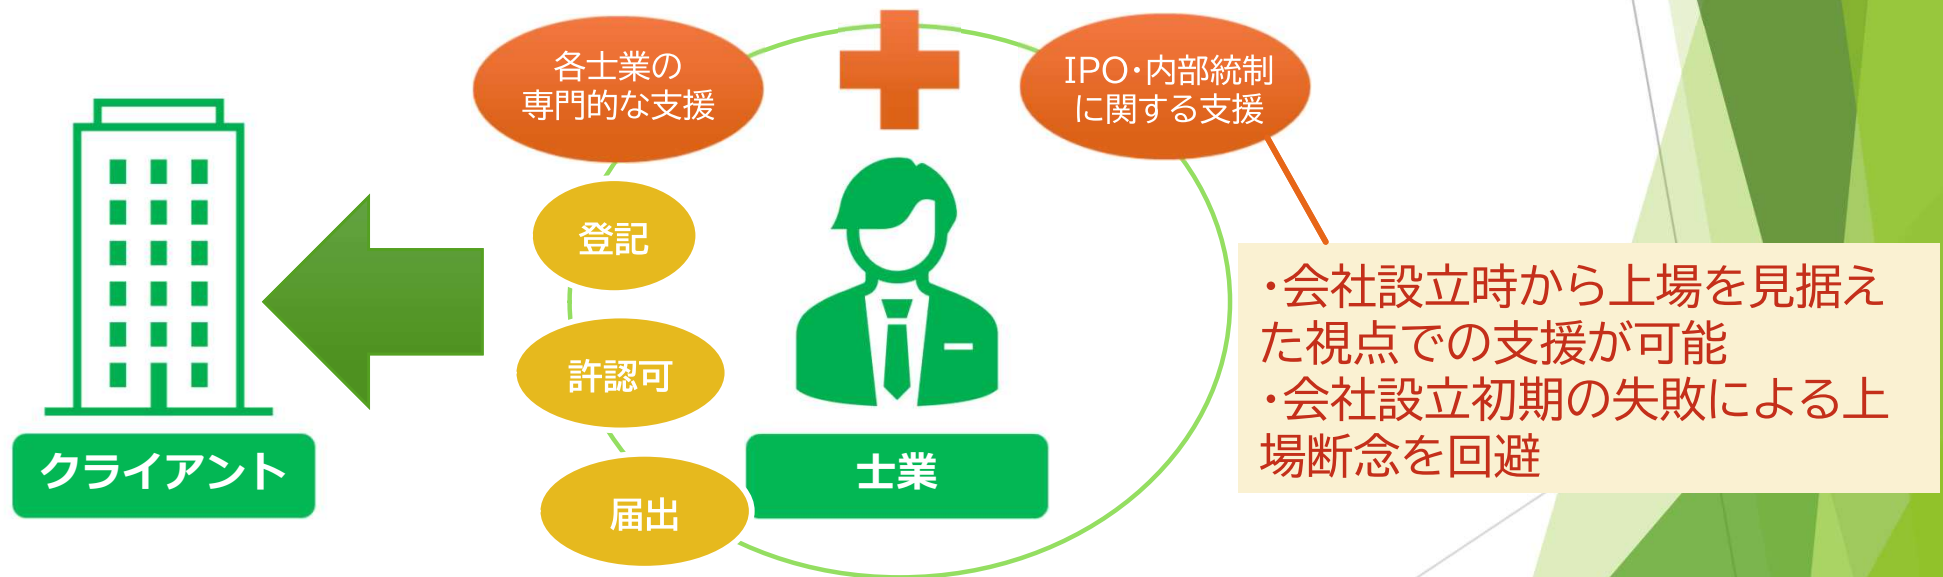 各士業の
専門的な支援
IPO・内部統制
に関する支援
登記
許認可
届出
クライアント
士業
・会社設立時から上場を見据え
た視点での支援が可能
・会社設立初期の失敗による上
場断念を回避